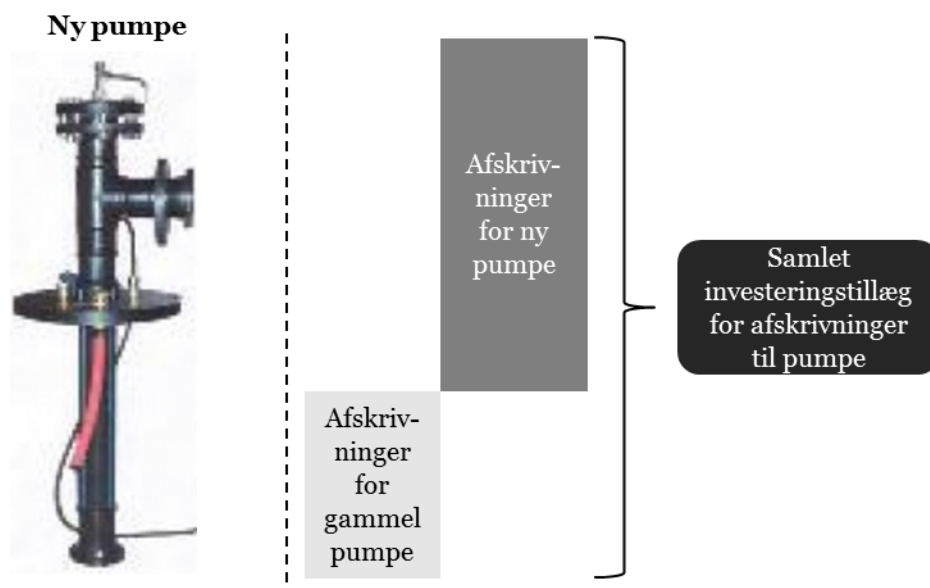 Ny pumpe
Afskriv-
ninger
for ny
pumpe
Samlet
investeringstillæg
for afskrivninger
til pumpe
Afskriv-
ninger
for
gammel
pumpe